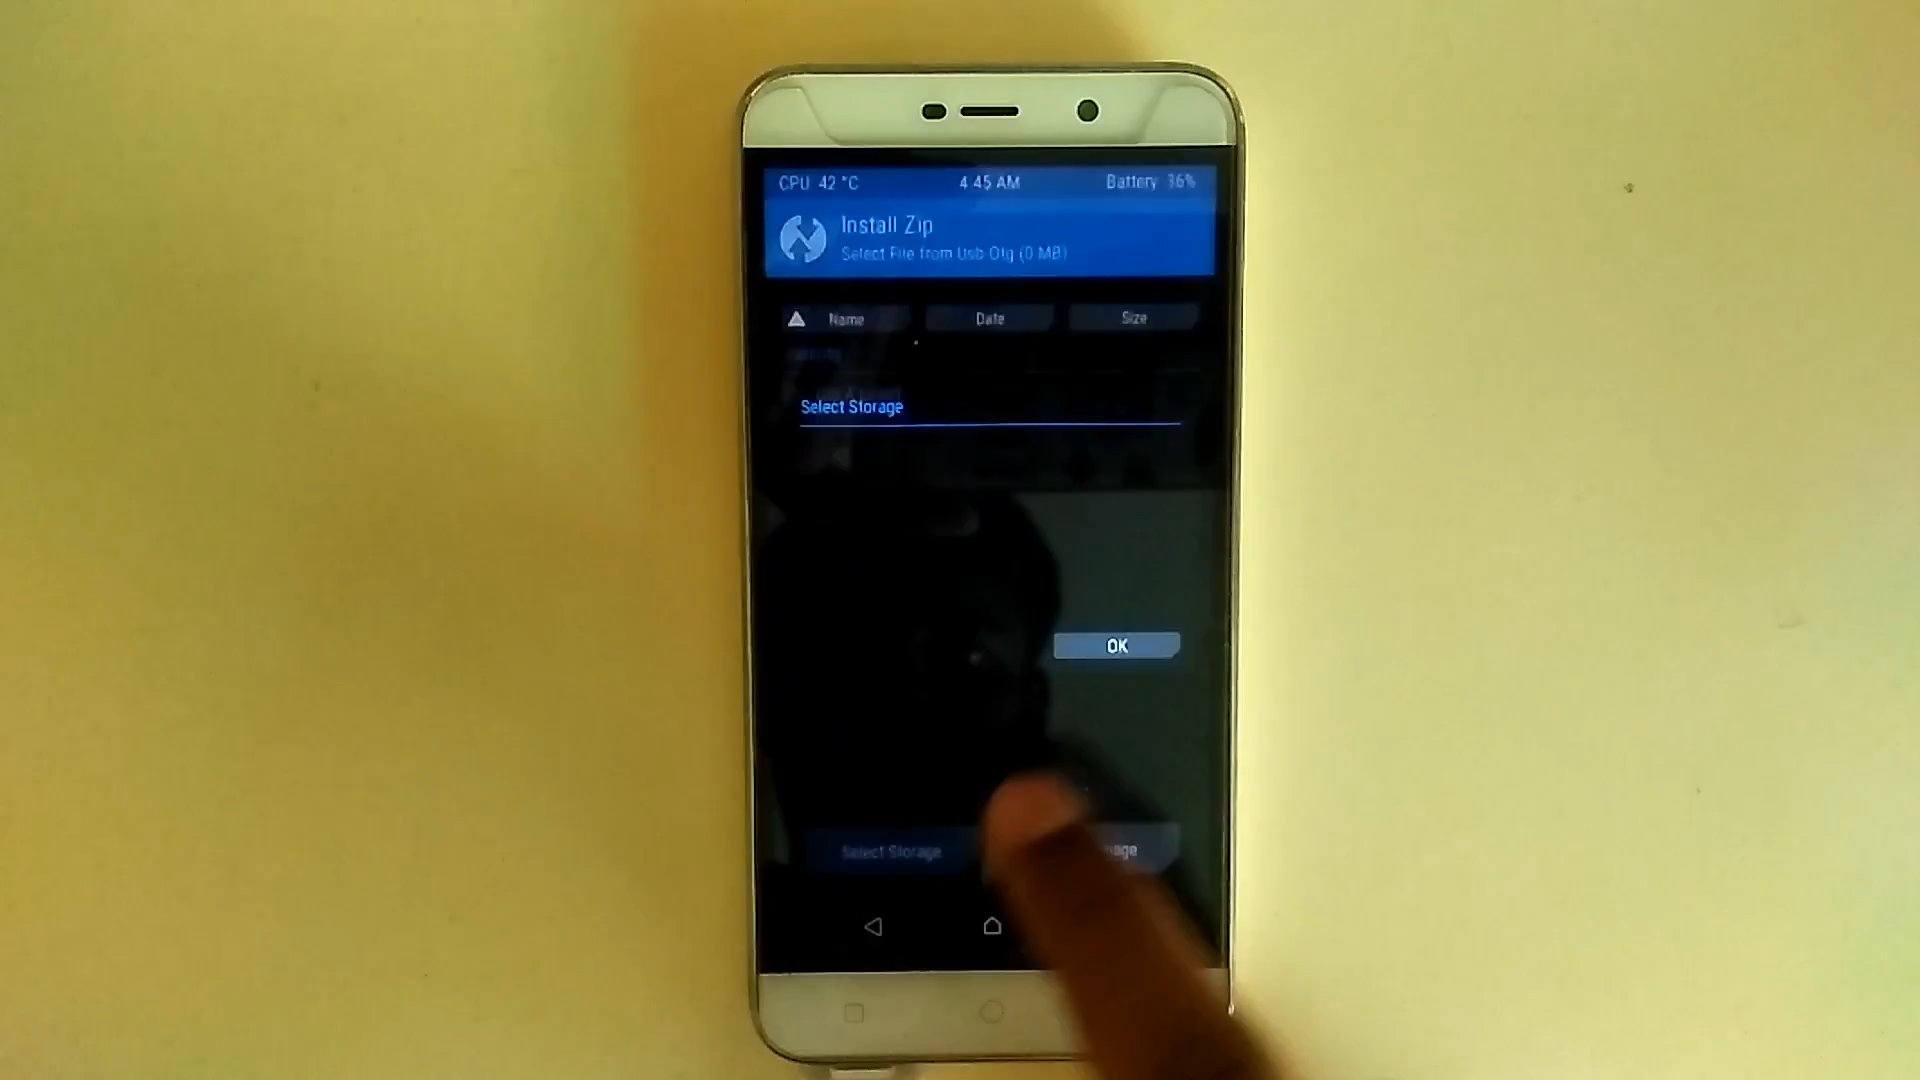 CPU 42 °C 4 45 AM Battery 36%
Install Zip
Select File from Usb Otg (0 MB)
Name Date Size
Select Storage
OK
Select Storage